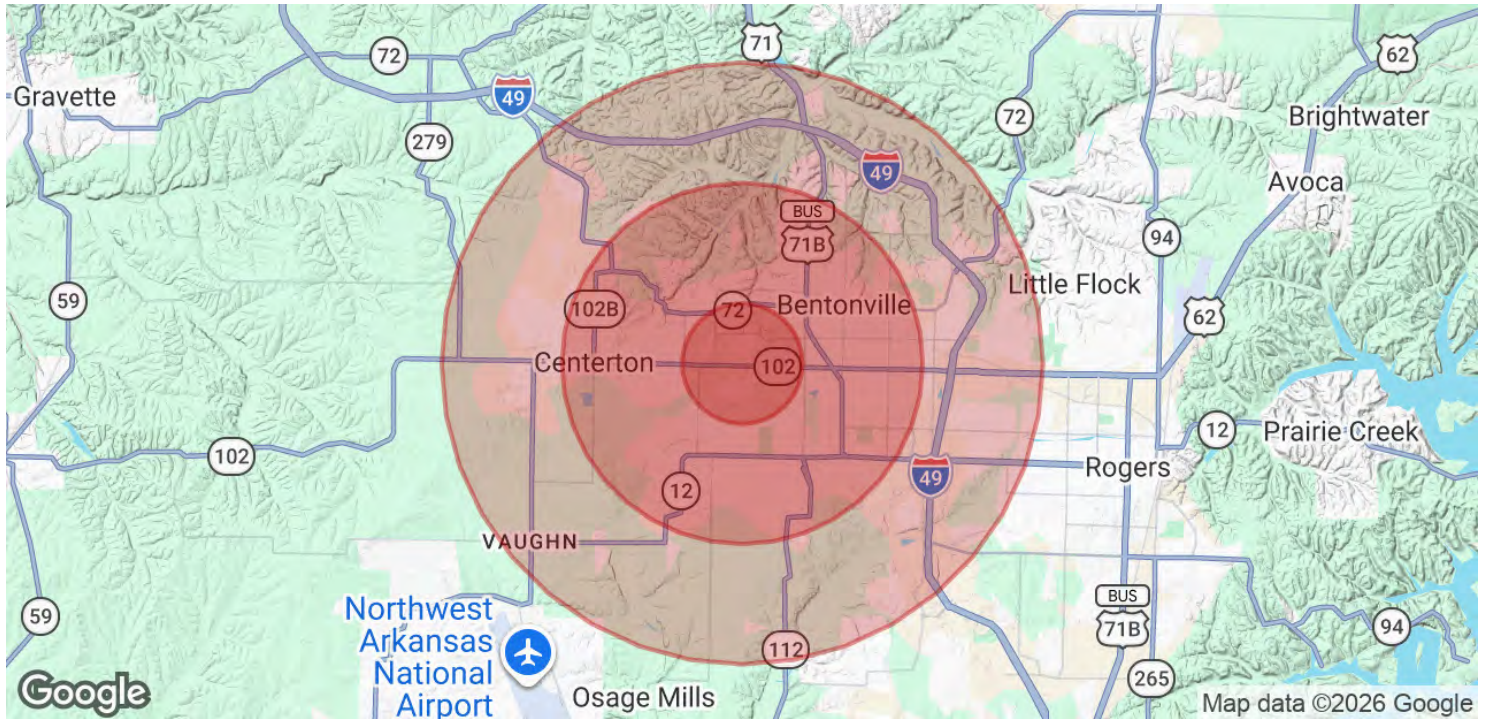 71
62
72
Gravette
49
72
Brightwater
279
49
Avoca
BUS
71B
94
59
Little Flock
102B
72
Bentonville
62
Centerton
102
12
Prairie Creek
102
Rogers
49
12
VAUGHN
Northwest
Arkansas
National
Airport
59
BUS
71B
94
112
265
Osage Mills
Google
Map data ©2026 Google